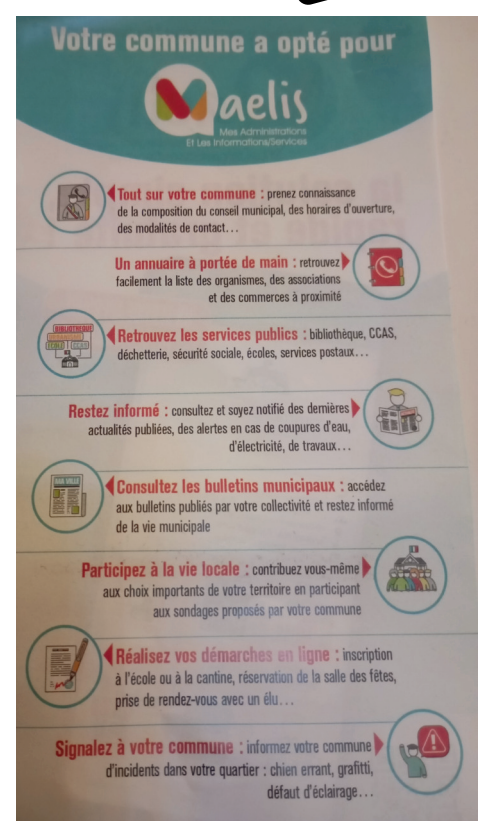 Votre commune a opté pour
Maelis
Mes Administrations
Et Les Informations/Services
Tout sur votre commune : prenez connaissance
de la composition du conseil municipal, des horaires d'ouverture,
des modalités de contact...
Un annuaire à portée de main : retrouvez
facilement la liste des organismes, des associations
et des commerces à proximité
BIBLIOTHEQUE
Retrouvez les services publics : bibliothèque, CCAS,
déchetterie, sécurité sociale, écoles, services postaux...
Restez informé : consultez et soyez notifié des dernières
actualités publiées, des alertes en cas de coupures d'eau,
d'électricité, de travaux...
Consultez les bulletins municipaux : accédez
aux bulletins publiés par votre collectivité et restez informé
de la vie municipale
Participez à la vie locale : contribuez vous-même
aux choix importants de votre territoire en participant
aux sondages proposés par votre commune
Réalisez vos démarches en ligne : inscription
à l'école ou à la cantine, réservation de la salle des fêtes,
prise de rendez-vous avec un élu...
Signalez à votre commune : informez votre commune
d'incidents dans votre quartier : chien errant, grafitti,
défaut d'éclairage...